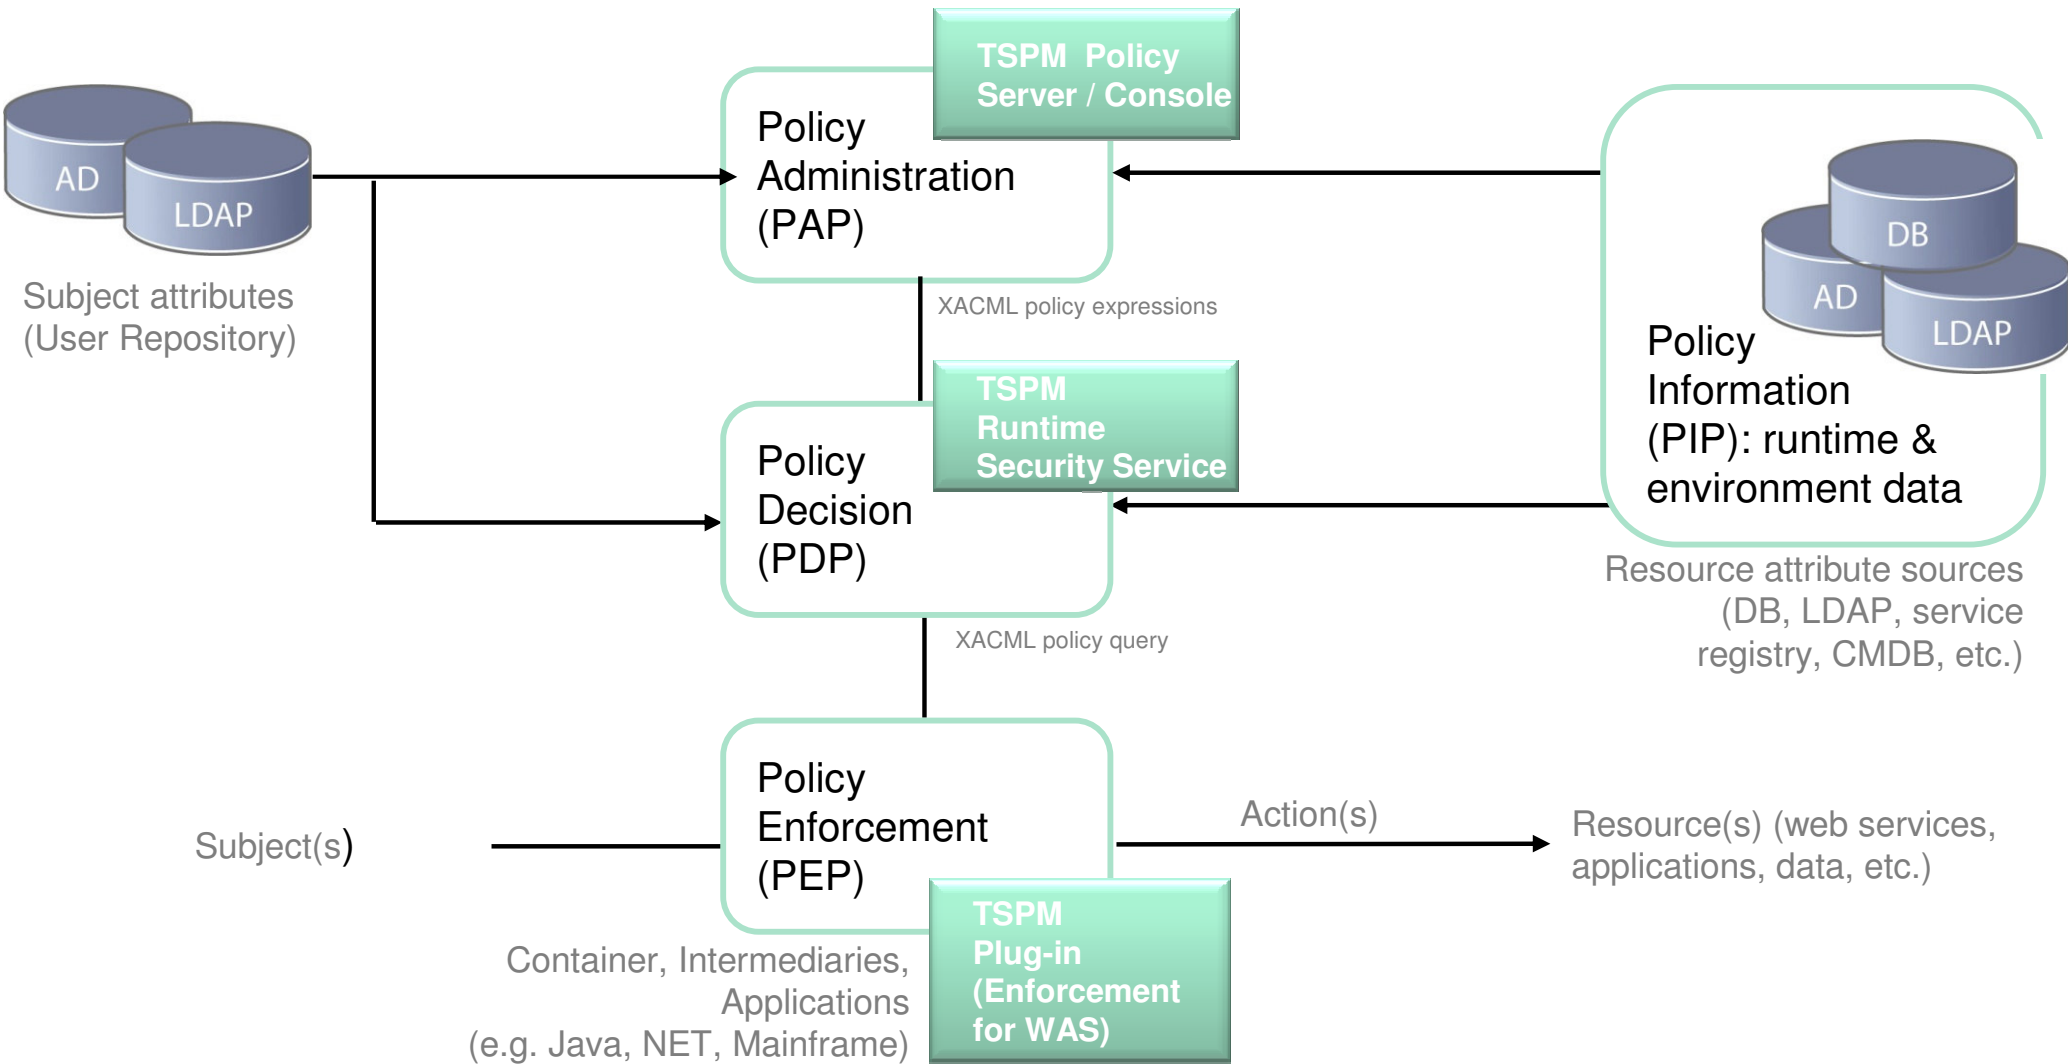 TSPM  Policy
Server / Console
Policy
Administration
(PAP)
AD
LDAP
Subject attributes
(User Repository)
XACML policy expressions
DB
AD
LDAP
Policy
Information
(PIP): runtime &
environment data
TSPM
Runtime
Security Service
Policy
Decision
(PDP)
Resource attribute sources
(DB, LDAP, service
registry, CMDB, etc.)
XACML policy query
Policy
Enforcement
(PEP)
Subject(s)
Action(s)
Resource(s) (web services,
applications, data, etc.)
TSPM
Plug-in
(Enforcement
for WAS)
Container, Intermediaries,
Applications
(e.g. Java, NET, Mainframe)